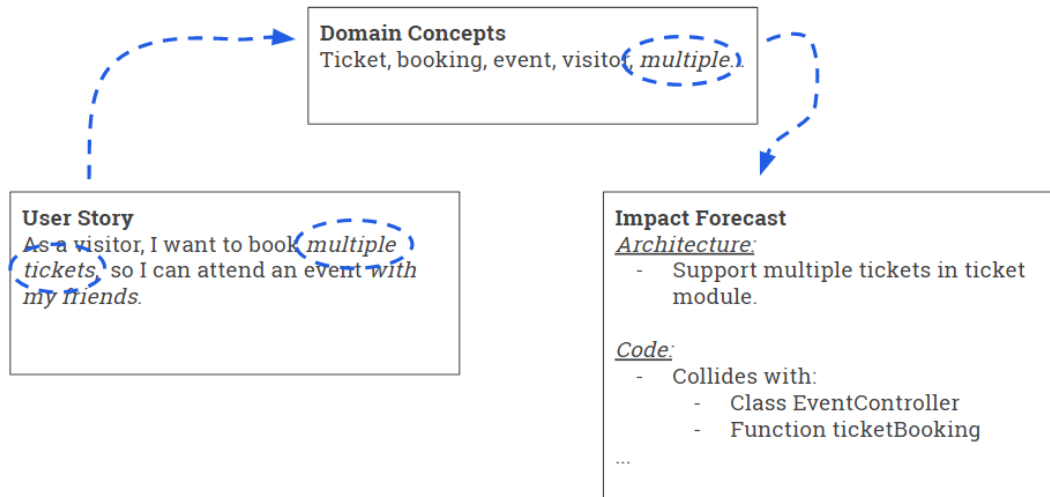 Domain Concepts
Ticket, booking, event, visitor, multiple...
User Story
As a visitor, I want to book multiple
tickets, so I can attend an event with
my friends.
Impact Forecast
Architecture:
- Support multiple tickets in ticket
module.
Code:
- Collides with:
- Class EventController
- Function ticketBooking
...